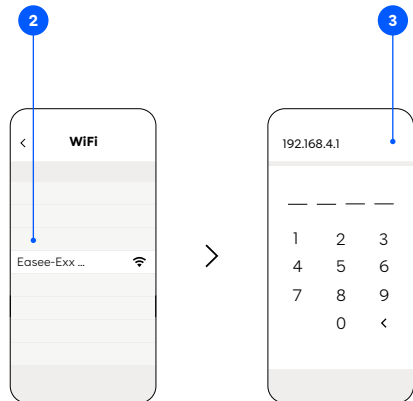 2
3
< WiFi
Easee-Exx ...
>
192.168.4.1
1 2 3
4 5 6
7 8 9
0 <